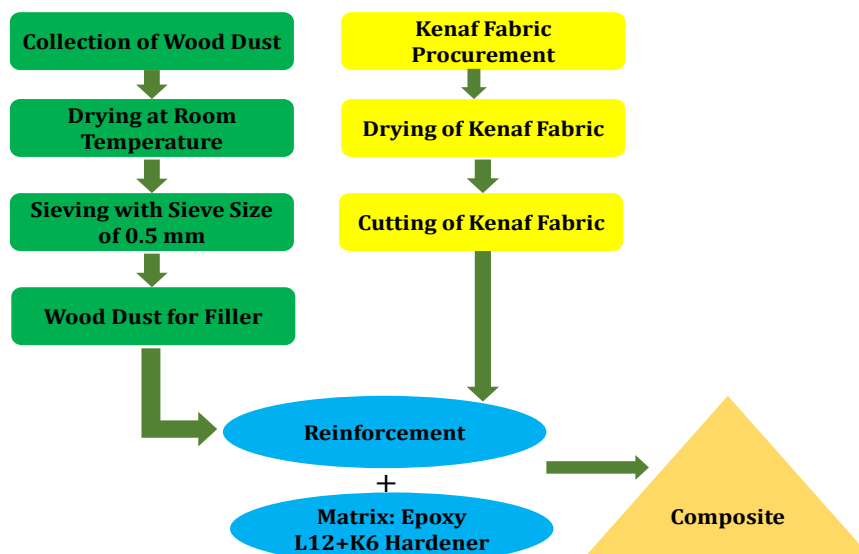 Collection of Wood Dust
Drying at Room
Temperature
Sieving with Sieve Size
of 0.5 mm
Wood Dust for Filler
Kenaf Fabric
Procurement
Drying of Kenaf Fabric
Cutting of Kenaf Fabric
Reinforcement
+
Matrix: Epoxy
L12+K6 Hardener
Composite